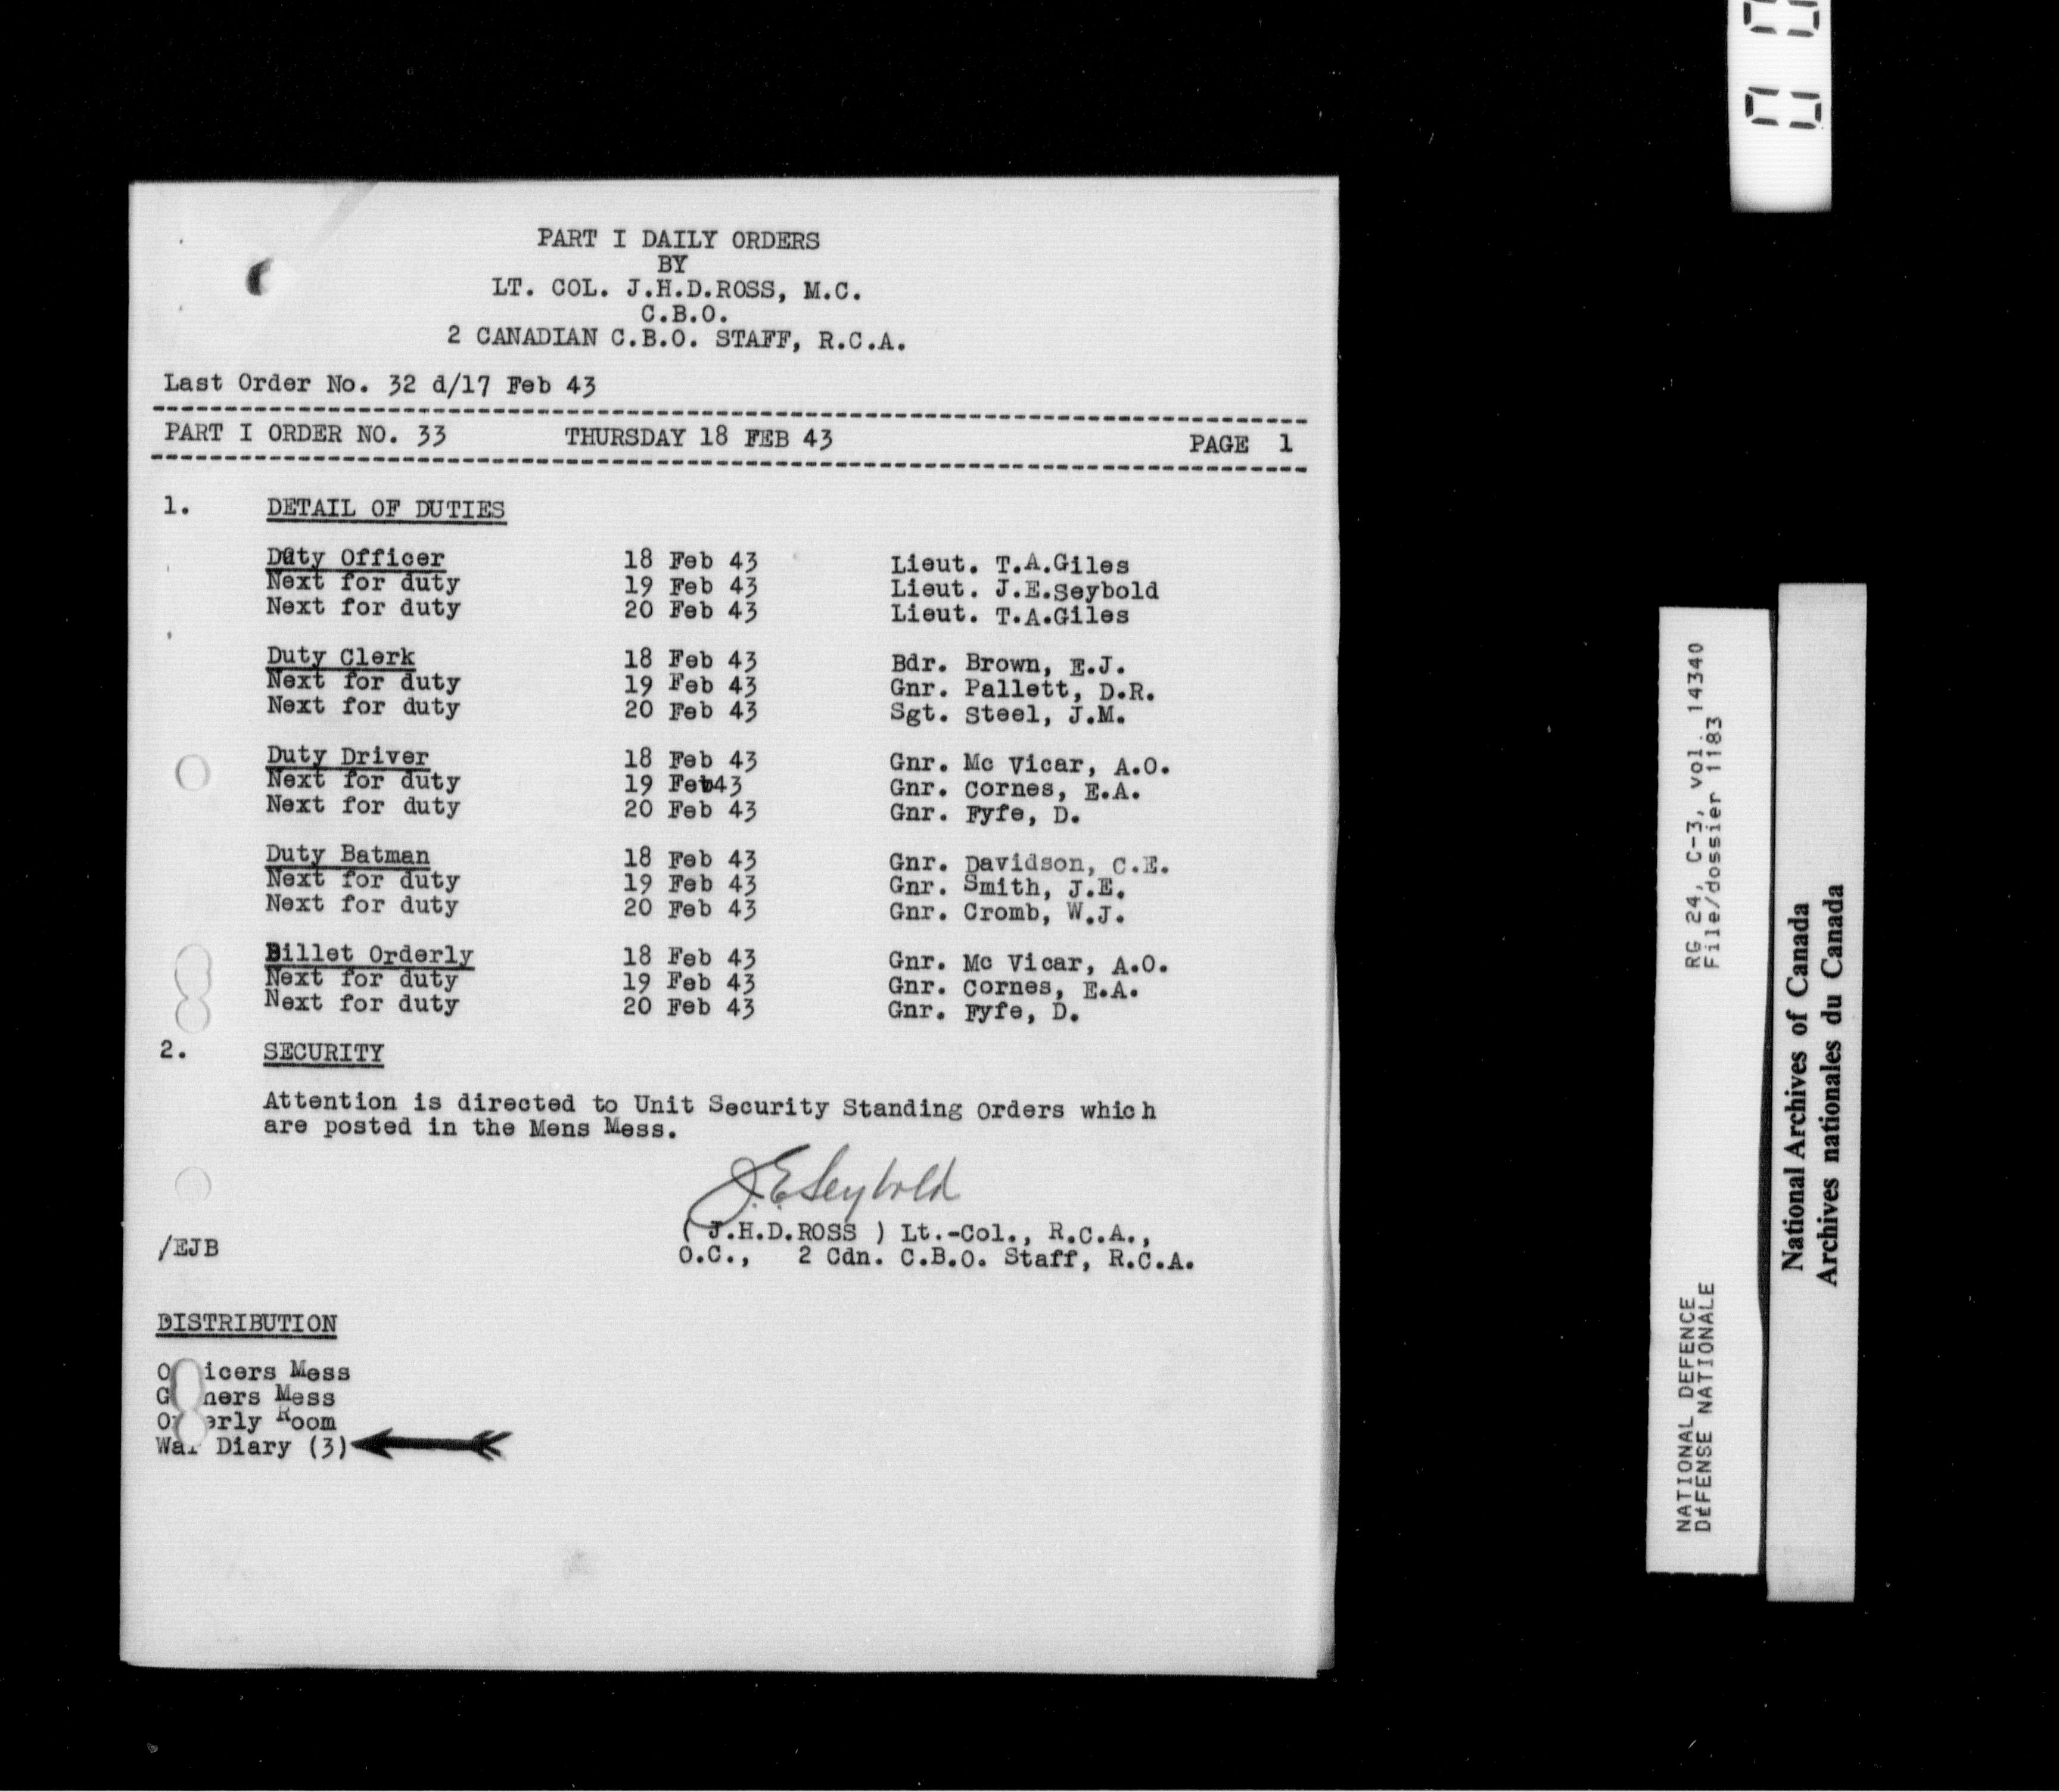 PART I DAILY ORDERS
BY
LT. COL. J.H.D.ROSS, M.C.
C.B.O.
2 CANADIAN C.B.O. STAFF, R.C.A.
Last Order No. 32 d/17 Feb 43
PART I ORDER NO. 33 THURSDAY 18 FEB 43 PAGE 1
1. DETAIL OF DUTIES
Duty Officer 18 Feb 43 Lieut. T.A.Giles
Next for duty 19 Feb 43 Lieut. J.E.Seybold
Next for duty 20 Feb 43 Lieut. T.A.Giles
Duty Clerk 18 Feb 43 Bdr. Brown, E.J.
Next for duty 19 Feb 43 Gnr. Pallett, D.R.
Next for duty 20 Feb 43 Sgt. Steel, J.M.
Duty Driver 18 Feb 43 Gnr. Mc Vicar, A.O.
Next for duty 19 Feb43 Gnr. Cornes, E.A.
Next for duty 20 Feb 43 Gnr. Fyfe, D.
Duty Batman 18 Feb 43 Gnr. Davidson, C.E.
Next for duty 19 Feb 43 Gnr. Smith, J.E.
Next for duty 20 Feb 43 Gnr. Cromb, W.J.
Billet Orderly 18 Feb 43 Gnr. Mc Vicar, A.O.
Next for duty 19 Feb 43 Gnr. Cornes, E.A.
Next for duty 20 Feb 43 Gnr. Fyfe, D.
2. SECURITY
Attention is directed to Unit Security Standing Orders which
are posted in the Mens Mess.
J.E Seybold
( J.H.D.ROSS ) Lt.-Col., R.C.A.,
/EJB
O.C., 2 Cdn. C.B.O. Staff, R.C.A.
DISTRIBUTION
Officers Mess
Gunners Mess
Orderly Room
War Diary (3)
NATIONAL DEFENCE RG 24, C-3, vol. 14340
DéFENSE NATIONALE File/dossier 1183
National Archives of Canada
Archives nationales du Canada